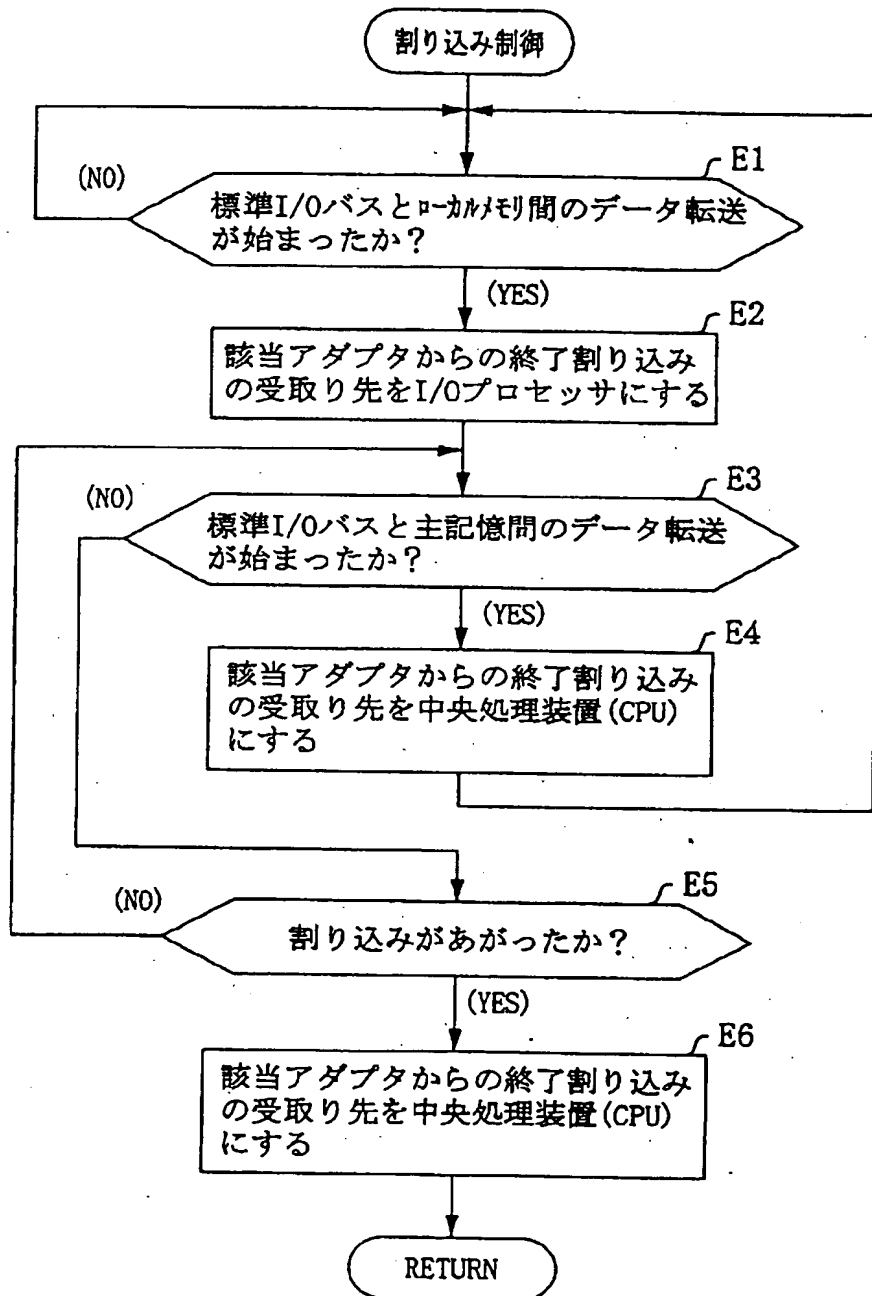 割り込み制御
(NO)
E1
標準I/Oバスとﾛｰｶﾙﾒﾓﾘ間のデータ転送
が始まったか？
(YES)
E2
該当アダプタからの終了割り込み
の受取り先をI/Oプロセッサにする
E3
(NO)
標準I/Oバスと主記憶間のデータ転送
が始まったか？
(YES)
E4
該当アダプタからの終了割り込み
の受取り先を中央処理装置(CPU)
にする
E5
(NO)
割り込みがあがったか？
(YES)
E6
該当アダプタからの終了割り込み
の受取り先を中央処理装置(CPU)
にする
RETURN